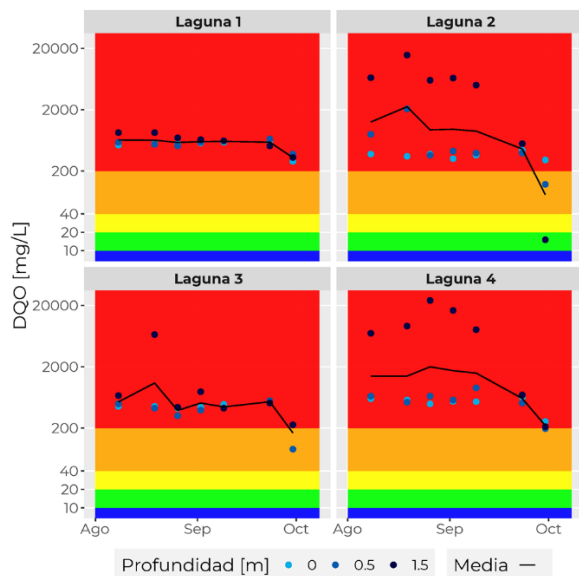 Laguna 1
Laguna 2
20000
2000
200
40
20
10
Laguna 3
Laguna 4
20000
2000
200
40
20
10
Ago
Sep
Oct
Ago
Sep
Oct
DQO [mg/L]
Profundidad [m] 0 0.5 1.5 Media